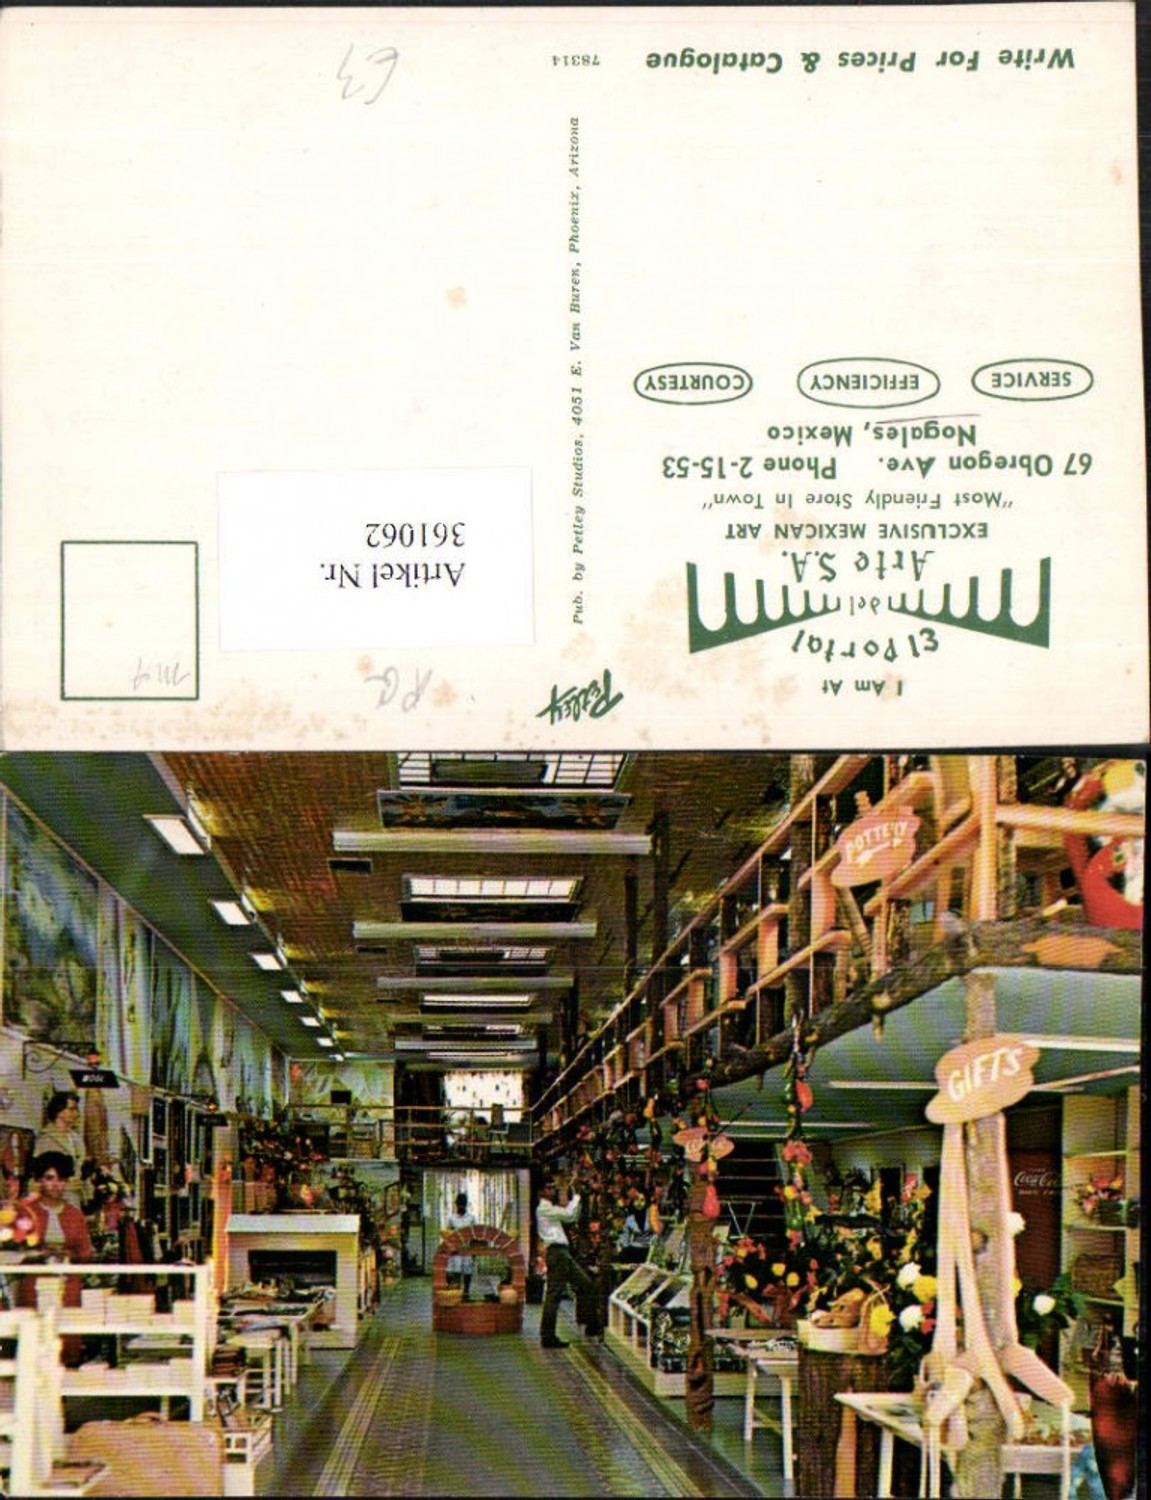 I Am At
El Portal
del
Arte S.A.
EXCLUSIVE MEXICAN ART
"Most Friendly Store In Town"
67 Obregon Ave. Phone 2-15-53
Nogales, Mexico
SERVICE EFFICIENCY COURTESY
Write For Prices & Catalogue
78314
Petley
Pub. by Petley Studios, 4051 E. Van Buren, Phoenix, Arizona
Artikel Nr.
361062
POTTERY
GIFTS
Coca-Cola